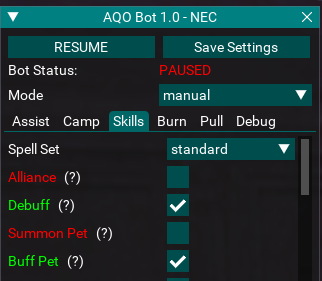 AQO Bot 1.0 - NEC
RESUME Save Settings
Bot Status: PAUSED
Mode manual
Assist Camp Skills Burn Pull Debug
Spell Set standard
Alliance (?)
Debuff (?)
Summon Pet (?)
Buff Pet (?)